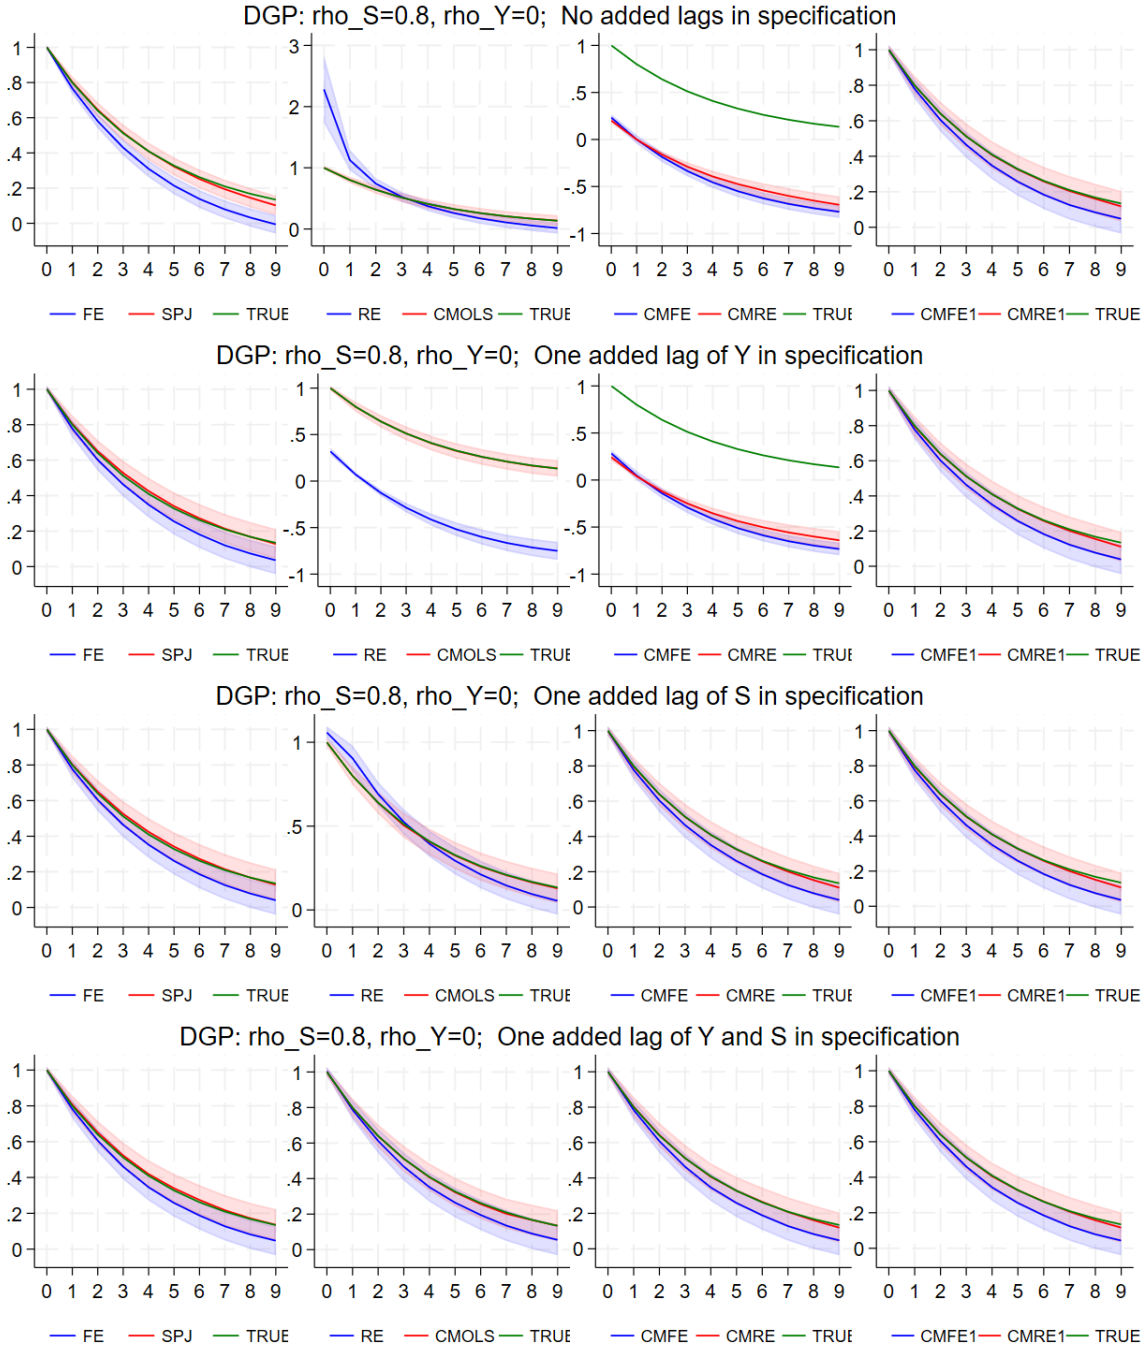 DGP: rho_S=0.8, rho_Y=0;  No added lags in specification
1 .8 .6 .4 .2 0
0 1 2 3 4 5 6 7 8 9
FE SPJ TRUE
3 2 1 0
0 1 2 3 4 5 6 7 8 9
RE CMOLS TRUE
1 .5 0 -.5 -1
0 1 2 3 4 5 6 7 8 9
CMFE CMRE TRUE
1 .8 .6 .4 .2 0
0 1 2 3 4 5 6 7 8 9
CMFE1 CMRE1 TRUE
DGP: rho_S=0.8, rho_Y=0;  One added lag of Y in specification
1 .8 .6 .4 .2 0
0 1 2 3 4 5 6 7 8 9
FE SPJ TRUE
1 .5 0 -.5 -1
0 1 2 3 4 5 6 7 8 9
RE CMOLS TRUE
1 .5 0 -.5 -1
0 1 2 3 4 5 6 7 8 9
CMFE CMRE TRUE
1 .8 .6 .4 .2 0
0 1 2 3 4 5 6 7 8 9
CMFE1 CMRE1 TRUE
DGP: rho_S=0.8, rho_Y=0;  One added lag of S in specification
1 .8 .6 .4 .2 0
0 1 2 3 4 5 6 7 8 9
FE SPJ TRUE
1 .5 0
0 1 2 3 4 5 6 7 8 9
RE CMOLS TRUE
1 .8 .6 .4 .2 0
0 1 2 3 4 5 6 7 8 9
CMFE CMRE TRUE
1 .8 .6 .4 .2 0
0 1 2 3 4 5 6 7 8 9
CMFE1 CMRE1 TRUE
DGP: rho_S=0.8, rho_Y=0;  One added lag of Y and S in specification
1 .8 .6 .4 .2 0
0 1 2 3 4 5 6 7 8 9
FE SPJ TRUE
1 .8 .6 .4 .2 0
0 1 2 3 4 5 6 7 8 9
RE CMOLS TRUE
1 .8 .6 .4 .2 0
0 1 2 3 4 5 6 7 8 9
CMFE CMRE TRUE
1 .8 .6 .4 .2 0
0 1 2 3 4 5 6 7 8 9
CMFE1 CMRE1 TRUE